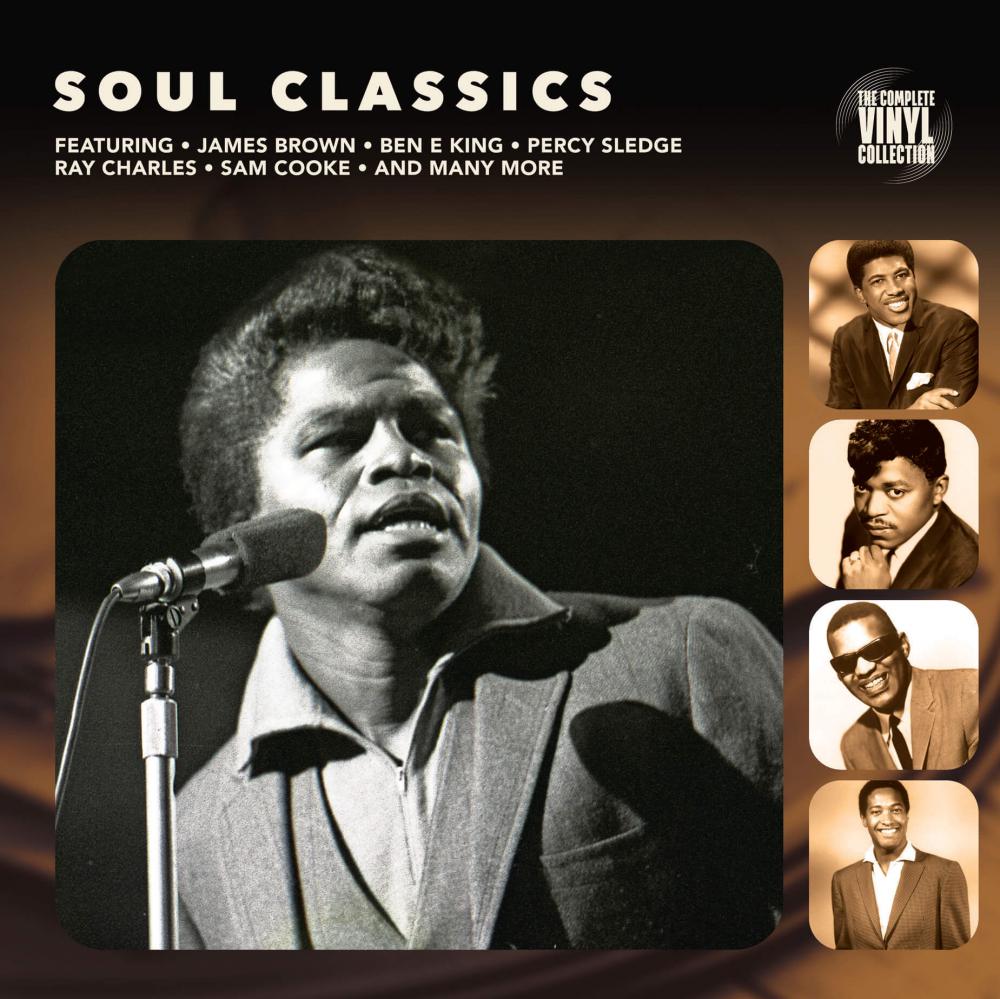 SOUL CLASSICS
FEATURING • JAMES BROWN • BEN E KING • PERCY SLEDGE
RAY CHARLES • SAM COOKE • AND MANY MORE
THE COMPLETE
VINYL
COLLECTION